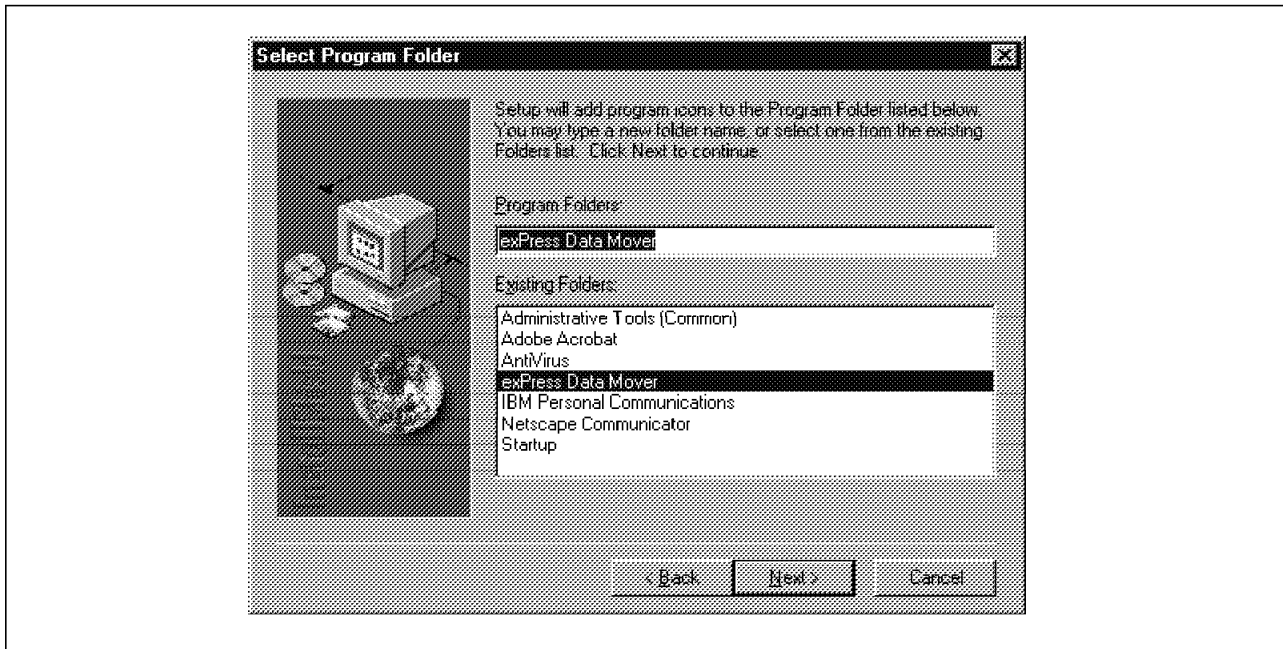 Select Program Folder
Setup will add program icons to the Program Folder listed below.
You may type a new folder name, or select one from the existing
Folders list. Click Next to continue.
Program Folders:
exPress Data Mover
Existing Folders:
Administrative Tools (Common)
Adobe Acrobat
AntiVirus
exPress Data Mover
IBM Personal Communications
Netscape Communicator
Startup
< Back
Next >
Cancel